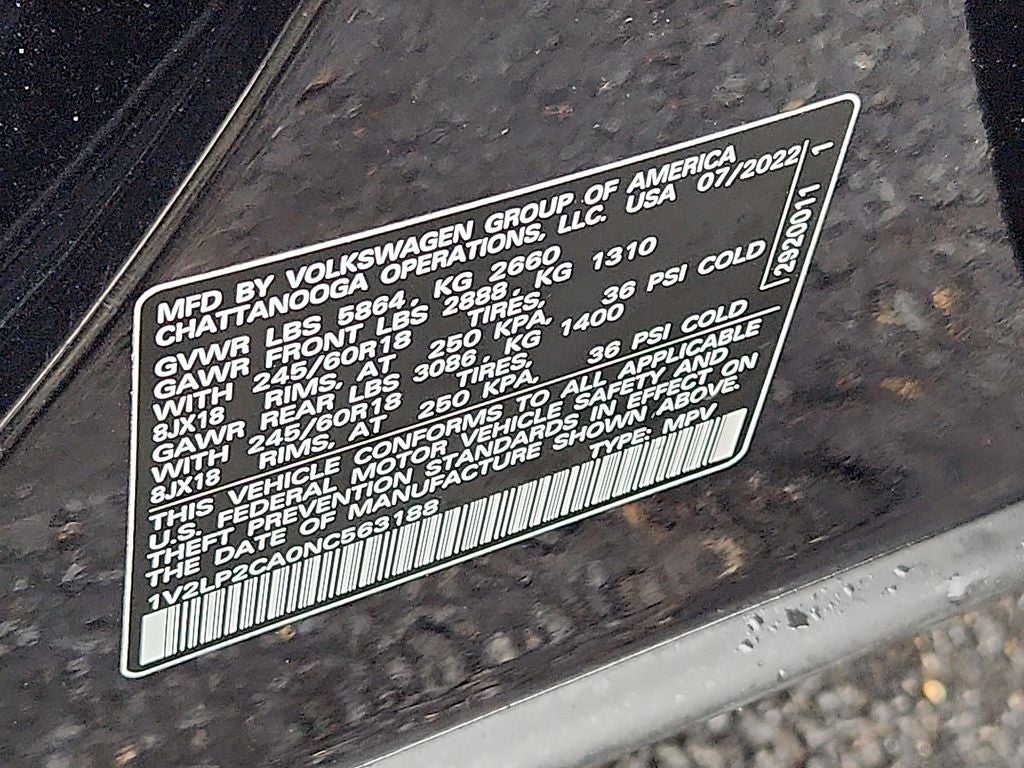 MFD BY VOLKSWAGEN GROUP OF AMERICA
CHATTANOOGA OPERATIONS, LLC. USA 07/2022
GVWR LBS 5864. KG 2660
GAWR FRONT LBS 2888. KG 1310
WITH 245/60R18 TIRES.
8JX18 RIMS. AT 250 KPA. 36 PSI COLD
GAWR REAR LBS 3086. KG 1400
WITH 245/60R18 TIRES.
8JX18 RIMS. AT 250 KPA. 36 PSI COLD
THIS VEHICLE CONFORMS TO ALL APPLICABLE
U.S. FEDERAL MOTOR VEHICLE SAFETY AND
THEFT PREVENTION STANDARDS IN EFFECT ON
THE DATE OF MANUFACTURE SHOWN ABOVE.
1V2LP2CA0NC563188 TYPE: MPV
2920011 1